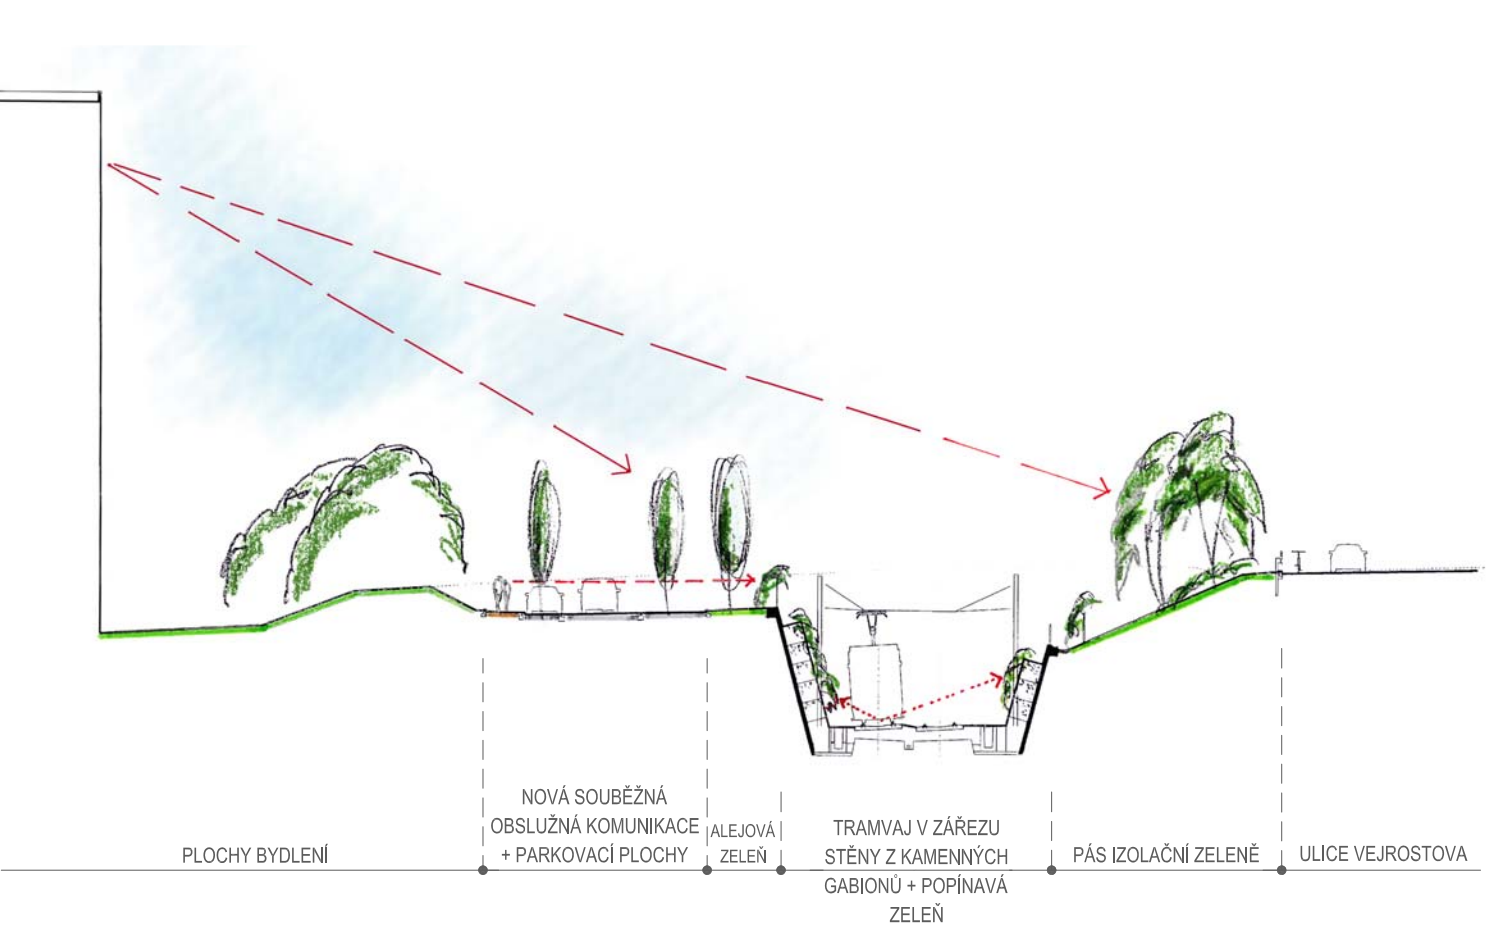 PLOCHY BYDLENÍ
NOVÁ SOUBĚŽNÁ
OBSLUŽNÁ KOMUNIKACE
+ PARKOVACÍ PLOCHY
ALEJOVÁ
ZELEŇ
TRAMVAJ V ZÁŘEZU
STĚNY Z KAMENNÝCH
GABIONŮ + POPÍNAVÁ
ZELEŇ
PÁS IZOLAČNÍ ZELENĚ
ULICE VEJROSTOVA